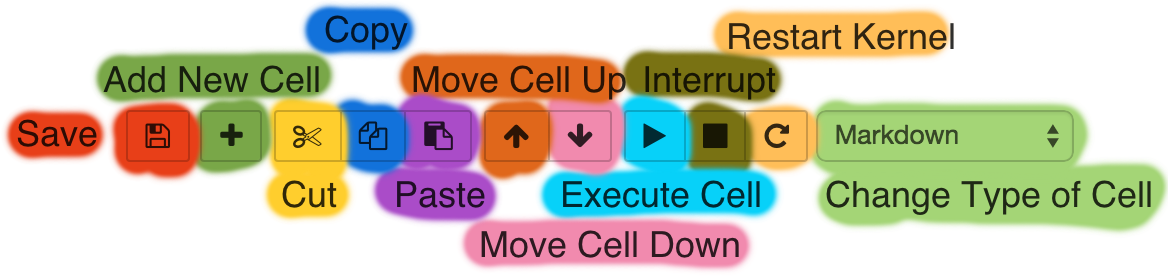 Copy
Restart Kernel
Add New Cell
Move Cell Up
Interrupt
Save
Markdown
Cut
Paste
Execute Cell
Change Type of Cell
Move Cell Down